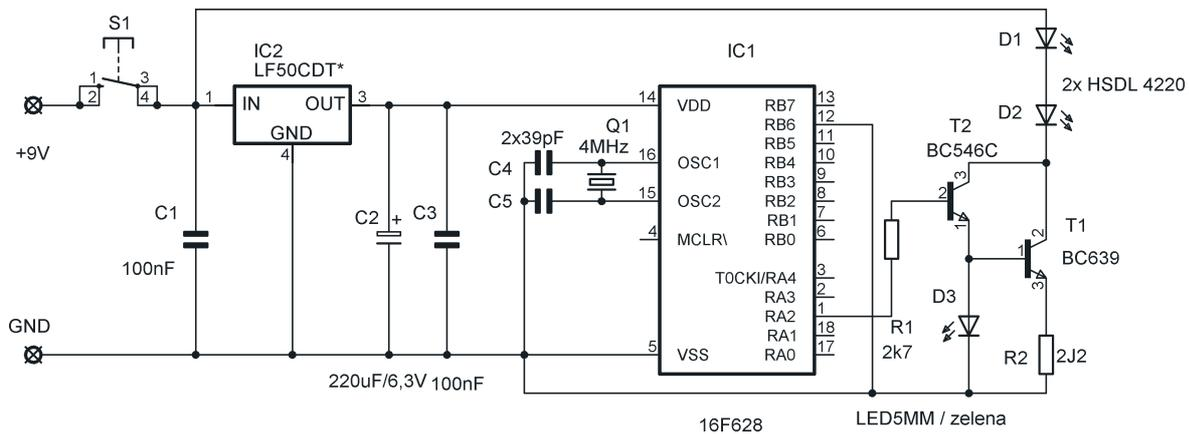 S1
1
2
3
4
+9V
GND
C1
100nF
IC2
LF50CDT*
1
IN
OUT
3
GND
4
C2
+
C3
220uF/6,3V
100nF
2x39pF
C4
C5
Q1
4MHz
IC1
14
VDD
16
OSC1
15
OSC2
4
MCLR\
5
VSS
RB7
13
RB6
12
RB5
11
RB4
10
RB3
9
RB2
8
RB1
7
RB0
6
T0CKI/RA4
3
RA3
2
RA2
1
RA1
18
RA0
17
16F628
R1
2k7
T2
BC546C
3
2
1
D1
2x HSDL 4220
D2
T1
BC639
2
1
3
D3
R2
2J2
LED5MM / zelena